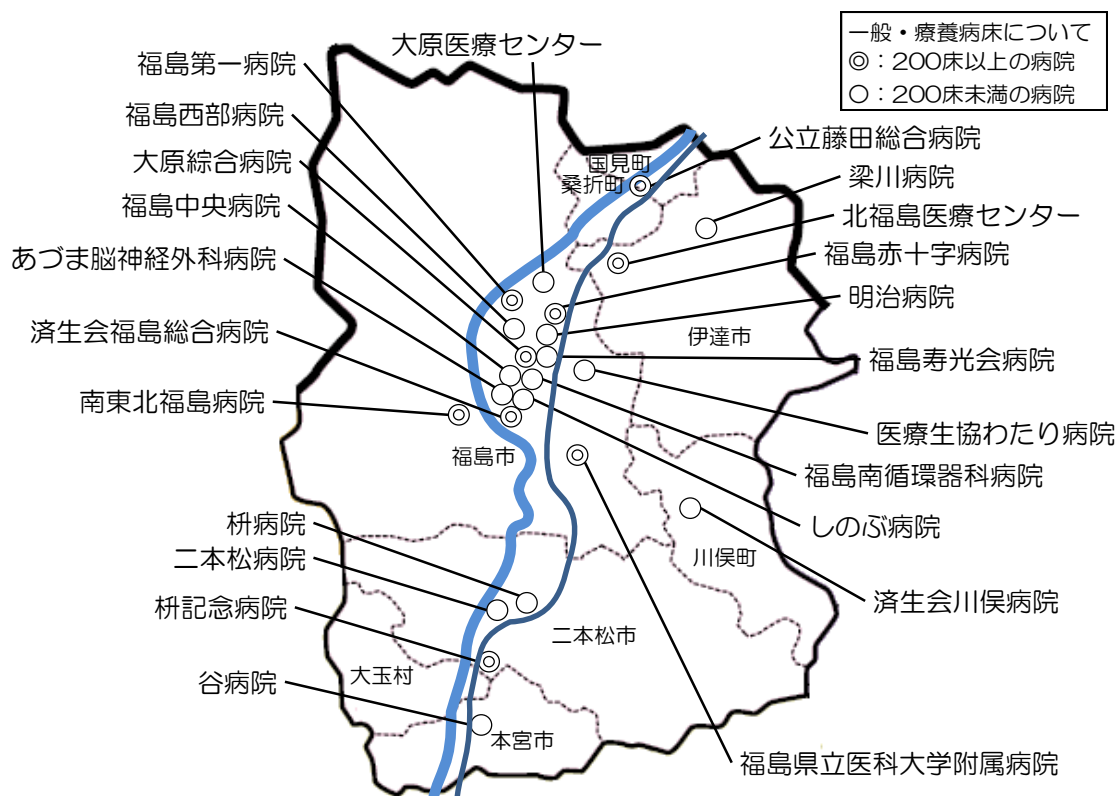 大原医療センター
福島第一病院
福島西部病院
大原綜合病院
福島中央病院
あづま脳神経外科病院
済生会福島総合病院
南東北福島病院
枡病院
二本松病院
枡記念病院
谷病院
一般・療養病床について
◎：200床以上の病院
○：200床未満の病院
公立藤田総合病院
梁川病院
北福島医療センター
福島赤十字病院
明治病院
福島寿光会病院
医療生協わたり病院
福島南循環器科病院
しのぶ病院
済生会川俣病院
福島県立医科大学附属病院
国見町
桑折町
伊達市
福島市
川俣町
二本松市
大玉村
本宮市